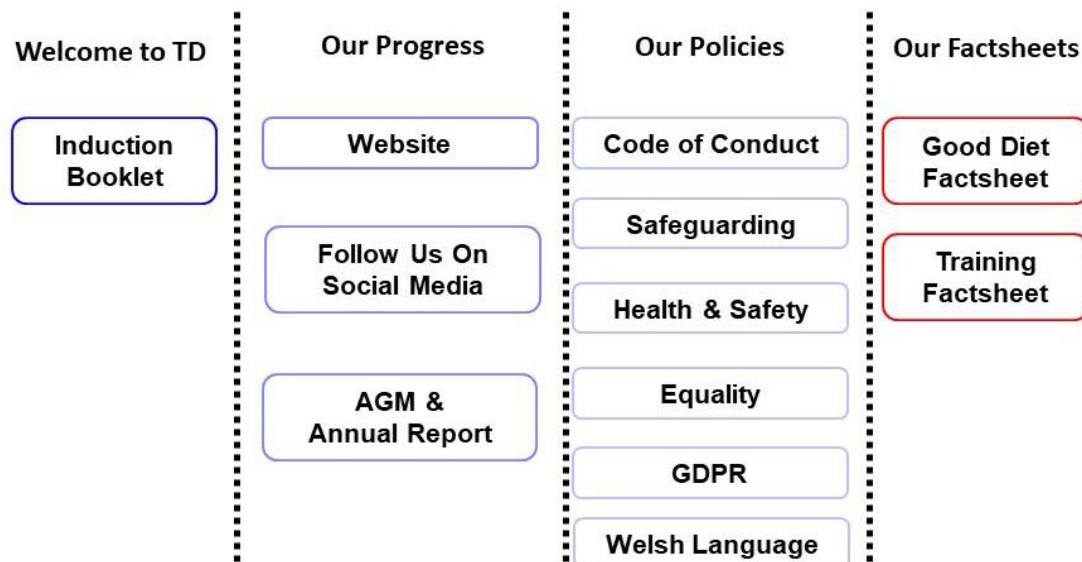 Welcome to TD
Induction
Booklet
Our Progress
Website
Follow Us On
Social Media
AGM &
Annual Report
Our Policies
Code of Conduct
Safeguarding
Health & Safety
Equality
GDPR
Welsh Language
Our Factsheets
Good Diet
Factsheet
Training
Factsheet